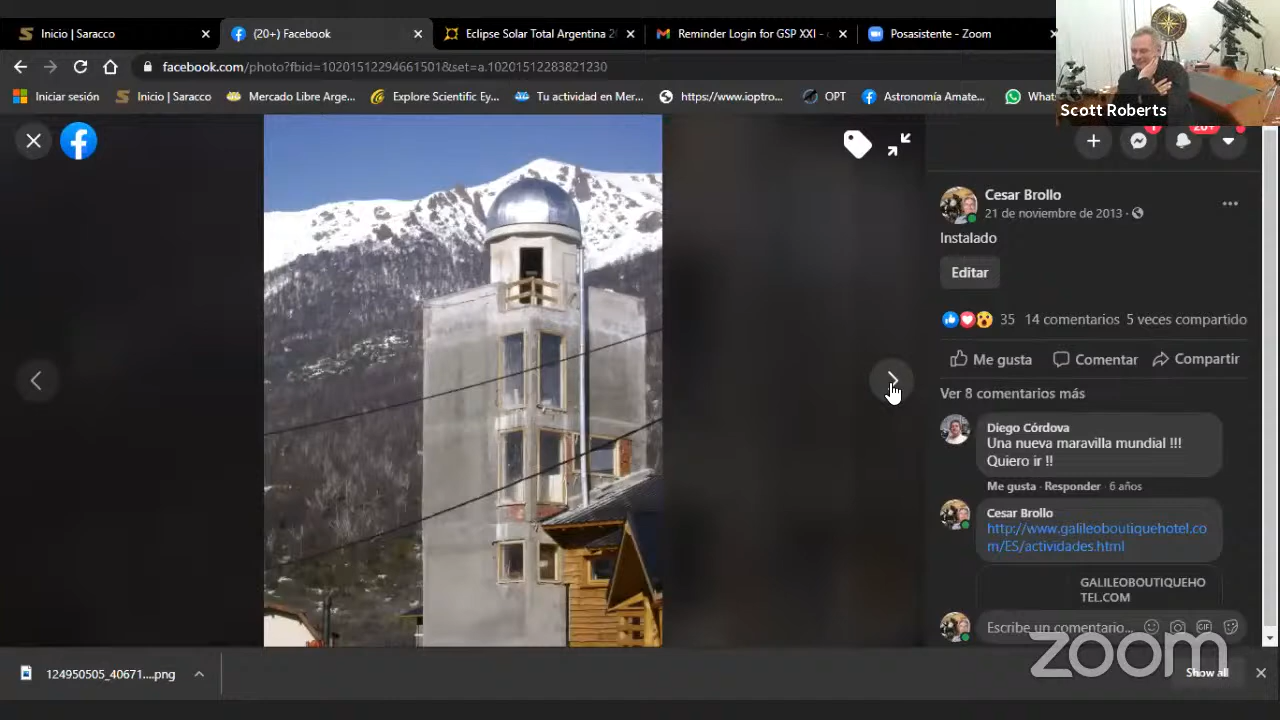 Inicio | Saracco
(20+) Facebook
Eclipse Solar Total Argentina 2
Reminder Login for GSP XXI - 
Posasistente - Zoom
facebook.com/photo?fbid=10201512294661501&set=a.10201512283821230
Iniciar sesión
Inicio | Saracco
Mercado Libre Arge...
Explore Scientific Ey...
Tu actividad en Mer...
https://www.ioptro...
OPT
Astronomía Amate...
Whats
Scott Roberts
1
20+
Cesar Brollo
21 de noviembre de 2013 ·
Instalado
Editar
35 14 comentarios 5 veces compartido
Me gusta Comentar Compartir
Ver 8 comentarios más
Diego Córdova
Una nueva maravilla mundial !!!
Quiero ir !!
Me gusta · Responder · 6 años
Cesar Brollo
http://www.galileoboutiquehotel.co
m/ES/actividades.html
GALILEOBOUTIQUEHO
TEL.COM
Escribe un comentario... GIF
zoom
124950505_40671....png
Show all